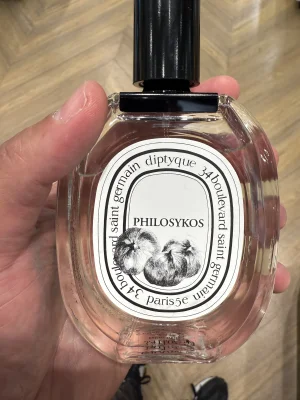 diptyque 34 boulevard saint germain
PHILOSYKOS
34 boulevard saint germain
paris 5e